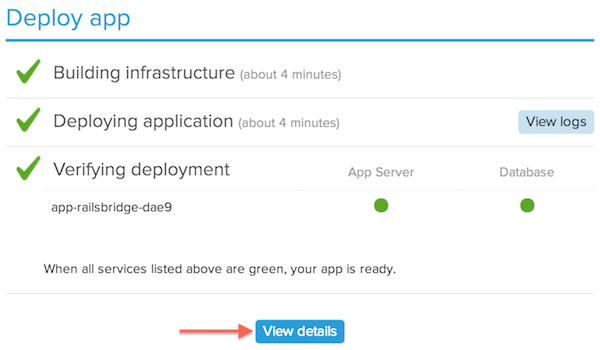 Deploy app
Building infrastructure (about 4 minutes)
Deploying application (about 4 minutes) View logs
Verifying deployment App Server Database
app-railsbridge-dae9
When all services listed above are green, your app is ready.
View details